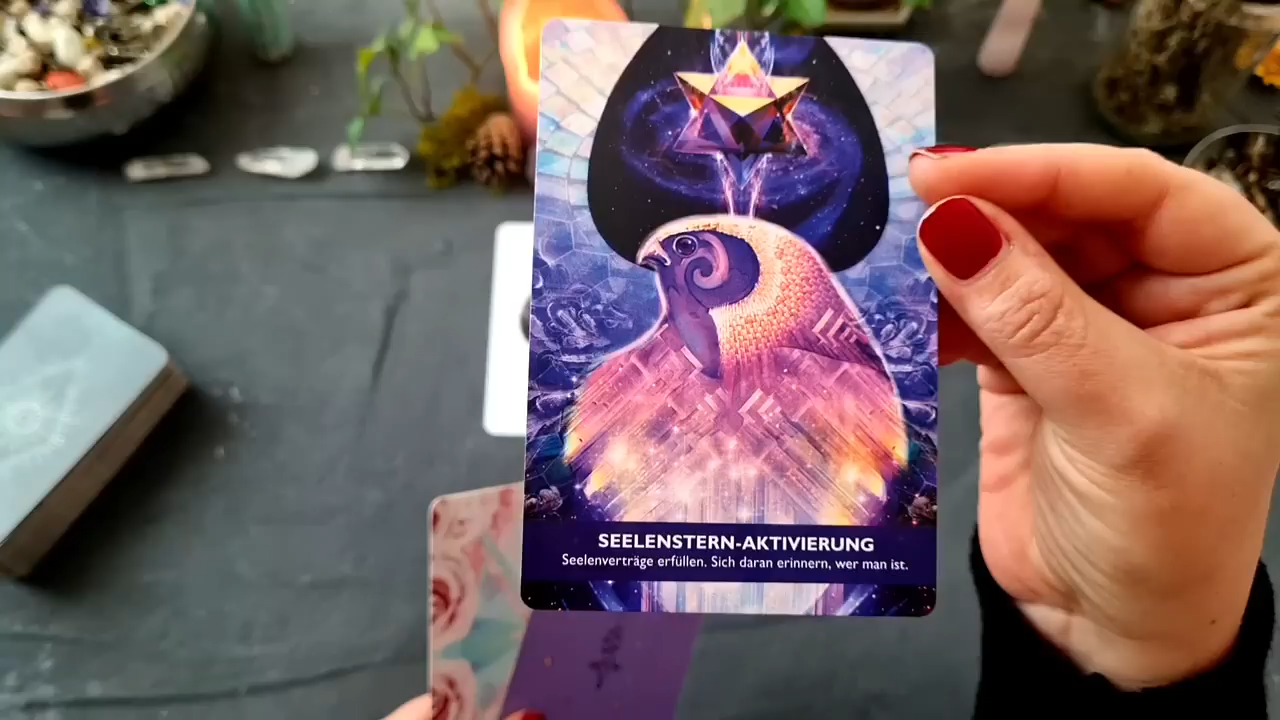 SEELENSTERN-AKTIVIERUNG
Seelenverträge erfüllen. Sich daran erinnern, wer man ist.